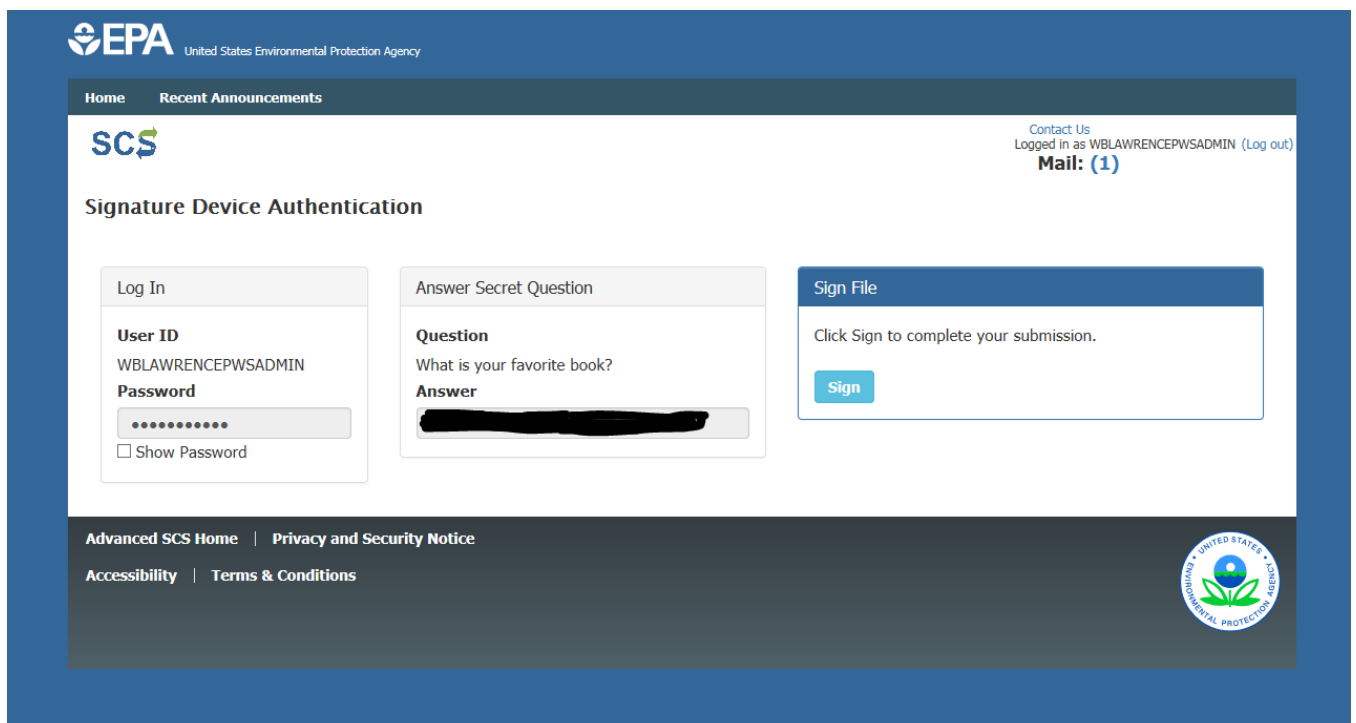 EPA United States Environmental Protection Agency
Home Recent Announcements
SCS
Contact Us
Logged in as WBLAWRENCEPWSADMIN (Log out)
Mail: (1)
Signature Device Authentication
Log In
User ID
WBLAWRENCEPWSADMIN
Password
•••••••••••
Show Password
Answer Secret Question
Question
What is your favorite book?
Answer
Sign File
Click Sign to complete your submission.
Sign
Advanced SCS Home | Privacy and Security Notice
Accessibility | Terms & Conditions
UNITED STATES • ENVIRONMENTAL PROTECTION AGENCY •